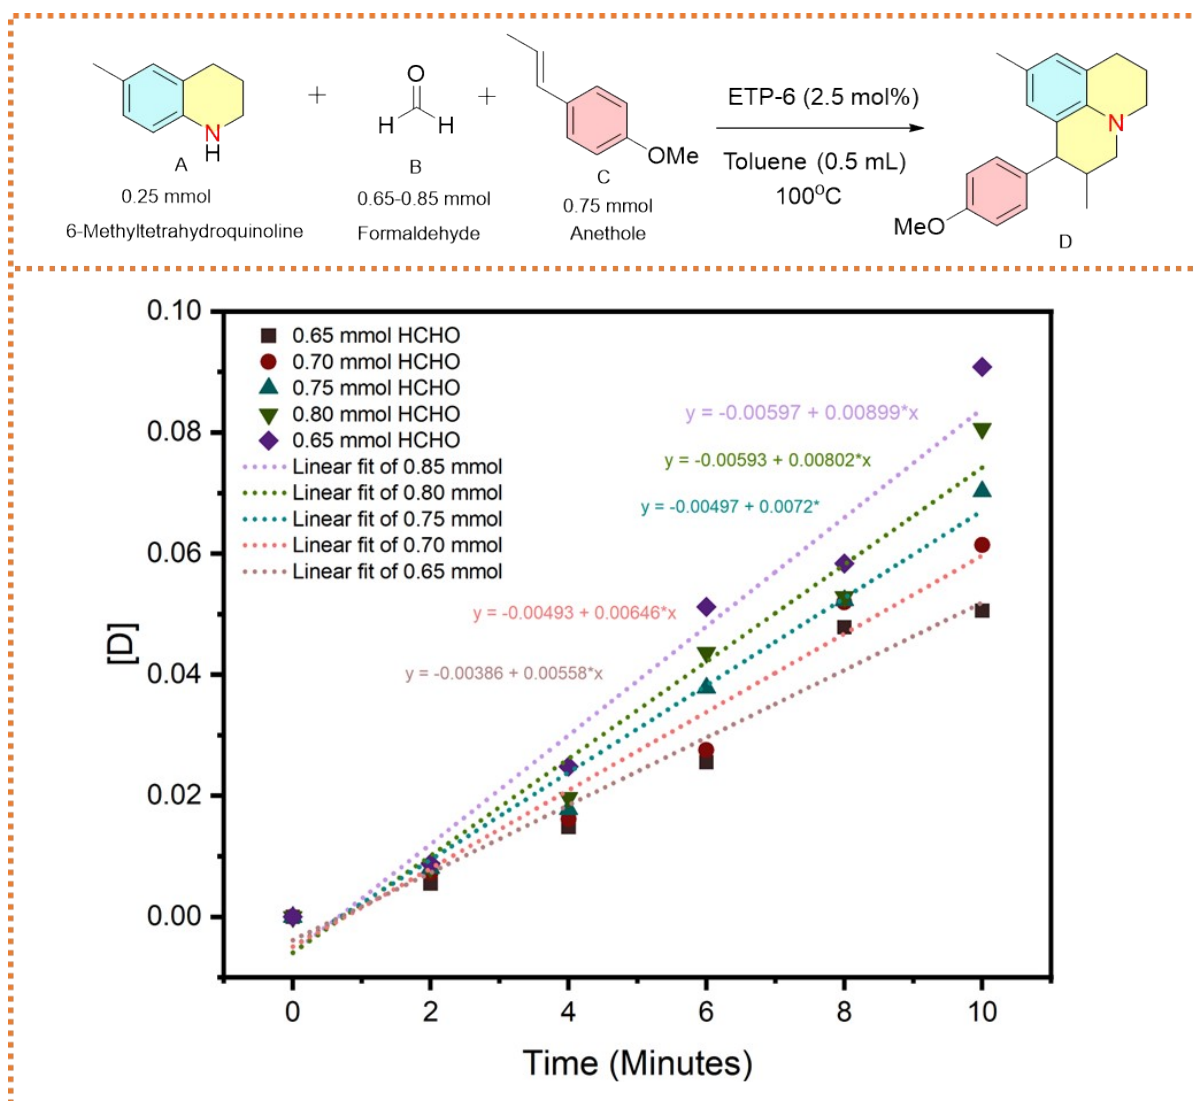 O
H
H
N
H
OMe
N
MeO
+
+
A
B
C
D
0.25 mmol
0.65-0.85 mmol
0.75 mmol
6-Methyltetrahydroquinoline
Formaldehyde
Anethole
ETP-6 (2.5 mol%)
Toluene (0.5 mL)
100°C
0.10
0.08
0.06
0.04
0.02
0.00
[D]
0.65 mmol HCHO
0.70 mmol HCHO
0.75 mmol HCHO
0.80 mmol HCHO
0.65 mmol HCHO
Linear fit of 0.85 mmol
Linear fit of 0.80 mmol
Linear fit of 0.75 mmol
Linear fit of 0.70 mmol
Linear fit of 0.65 mmol
y = -0.00597 + 0.00899*x
y = -0.00593 + 0.00802*x
y = -0.00497 + 0.0072*
y = -0.00493 + 0.00646*x
y = -0.00386 + 0.00558*x
0 2 4 6 8 10
Time (Minutes)